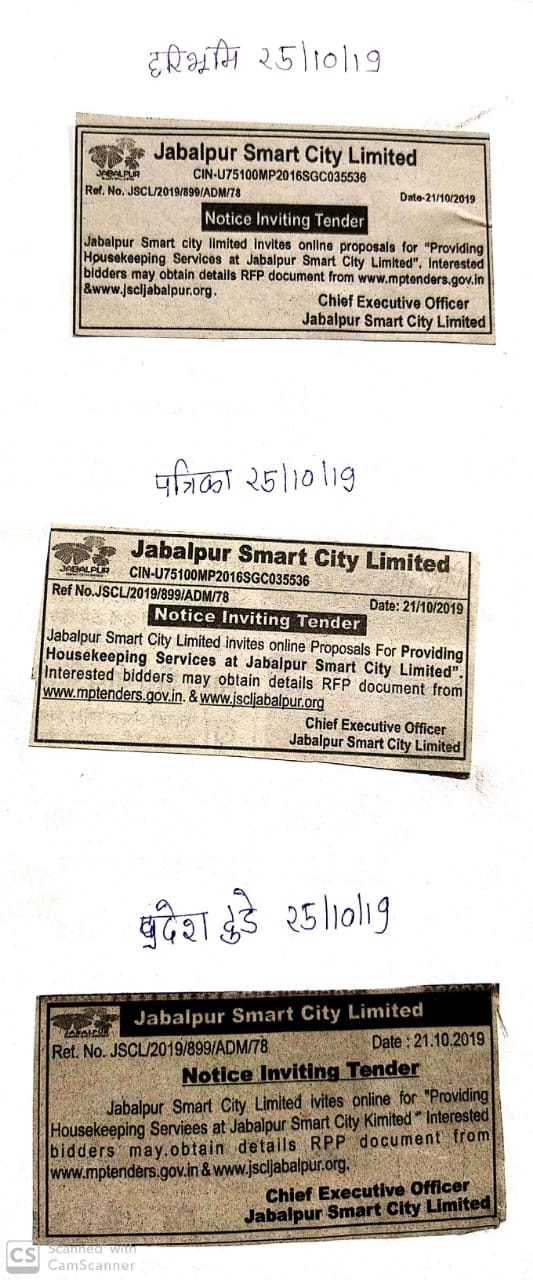 हरिभूमि 25/10/19
JABALPUR
Jabalpur Smart City Limited
CIN-U75100MP2016SGC035536
Ref. No. JSCL/2019/899/ADM/78
Date-21/10/2019
Notice Inviting Tender
Jabalpur Smart city limited invites online proposals for "Providing
Housekeeping Services at Jabalpur Smart City Limited". Interested
bidders may obtain details RFP document from www.mptenders.gov.in
&www.jscljabalpur.org.
Chief Executive Officer
Jabalpur Smart City Limited
पत्रिका 25/10/19
JABALPUR
Jabalpur Smart City Limited
CIN-U75100MP2016SGC035536
Ref No.JSCL/2019/899/ADM/78
Date: 21/10/2019
Notice Inviting Tender
Jabalpur Smart City Limited invites online Proposals For Providing
Housekeeping Services at Jabalpur Smart City Limited".
Interested bidders may obtain details RFP document from
www.mptenders.gov.in. & www.jscljabalpur.org
Chief Executive Officer
Jabalpur Smart City Limited
प्रदेश टुडे 25/10/19
JABALPUR
Jabalpur Smart City Limited
Ret. No. JSCL/2019/899/ADM/78
Date : 21.10.2019
Notice Inviting Tender
Jabalpur Smart City Limited ivites online for "Providing
Housekeeping Serviees at Jabalpur Smart City Kimited " Interested
bidders may.obtain details RPP document from
www.mptenders.gov.in & www.jscljabalpur.org.
Chief Executive Officer
Jabalpur Smart City Limited
CS Scanned with
CamScanner